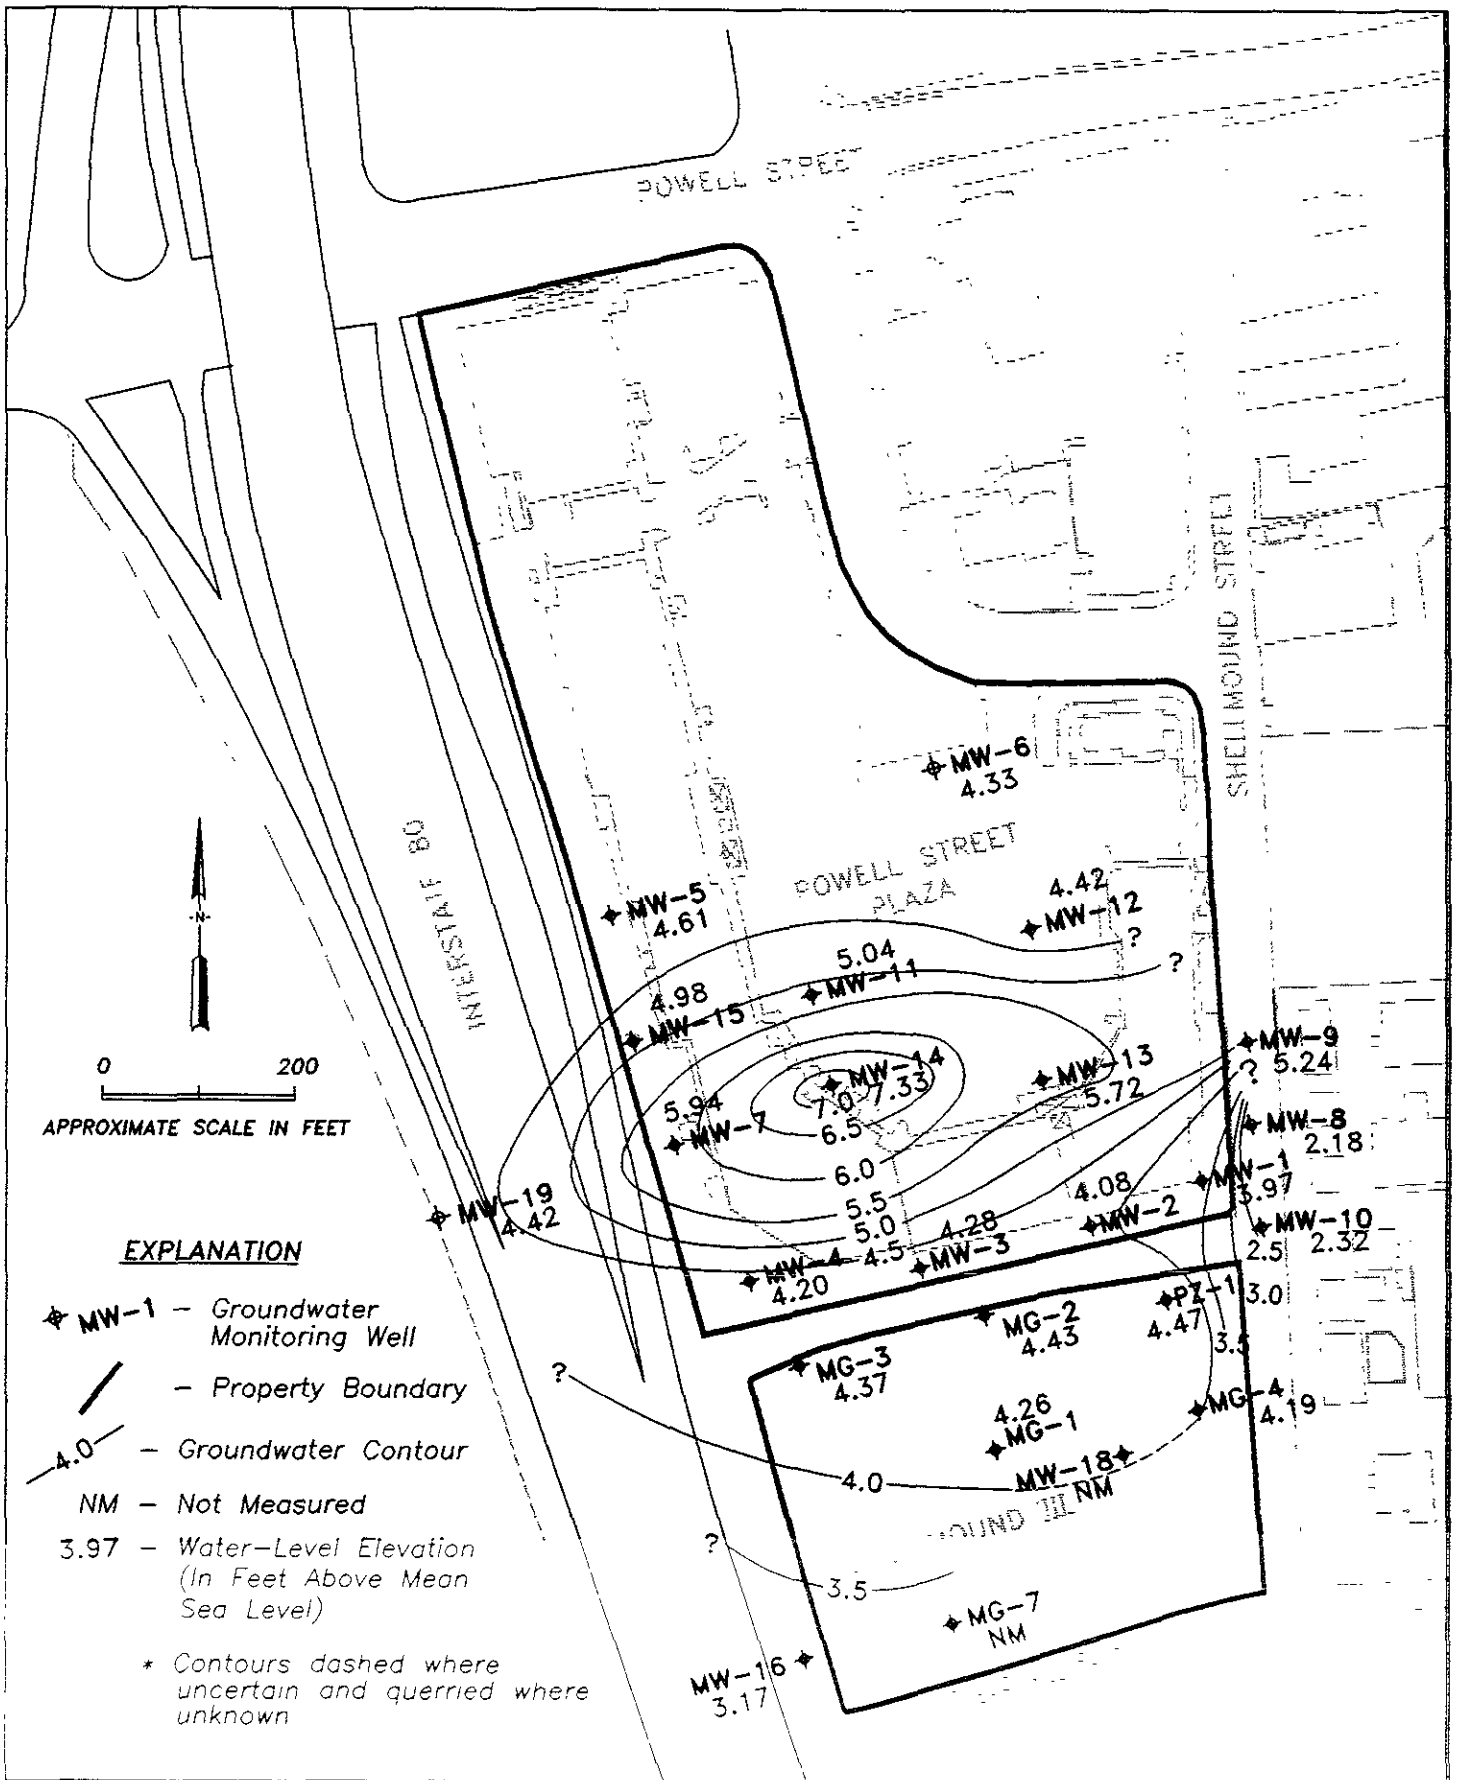 POWELL STREE
SHELLMOUND STREET
MW-6
4.33
INTERSTATE 80
POWELL STREET
PLAZA
MW-5
4.61
4.42
MW-12
?
?
5.04
MW-11
4.98
MW-15
N
0 200
APPROXIMATE SCALE IN FEET
MW-9
5.24
?
MW-14
7.33
7.0
MW-13
5.72
5.94
MW-7
6.5
MW-8
2.18
6.0
MW-1
3.97
5.5
4.08
MW-2
MW-19
4.42
5.0
4.28
MW-3
4.5
MW-4
4.20
MW-10
2.5 2.32
EXPLANATION
MW-1 - Groundwater
Monitoring Well
- Property Boundary
4.0 - Groundwater Contour
NM - Not Measured
3.97 - Water-Level Elevation
(In Feet Above Mean
Sea Level)
* Contours dashed where
uncertain and querried where
unknown
PZ-1
4.47
3.0
3.5
MG-2
4.43
MG-3
4.37
?
4.26
MG-1
MG-4
4.19
MW-18
NM
4.0
OUND III
?
3.5
MG-7
NM
MW-16
3.17